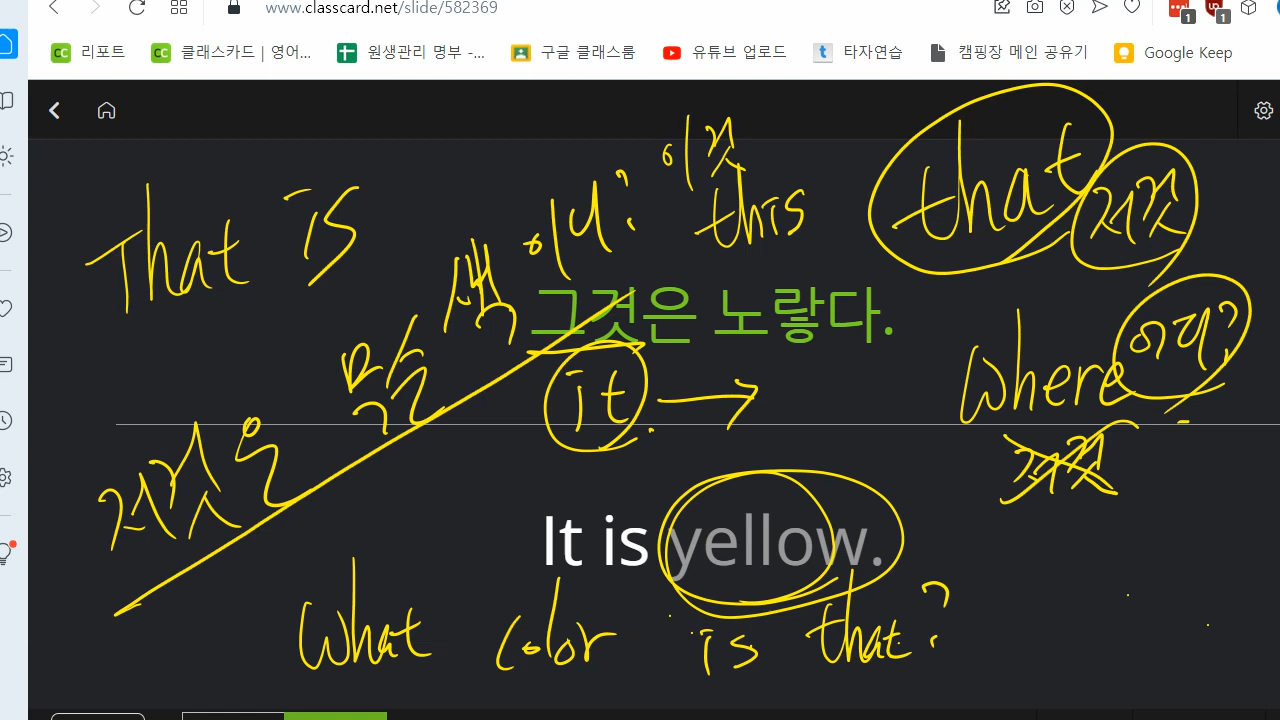 www.classcard.net/slide/582369
1 1
리포트 클래스카드 | 영어... 원생관리 명부 -... 구글 클래스룸 유튜브 업로드 타자연습 캠핑장 메인 공유기 Google Keep
이것
That is this that 저것
저것은 무슨 색 이니?
그것은 노랗다.
it Where 어디?
It is yellow.
What color is that?